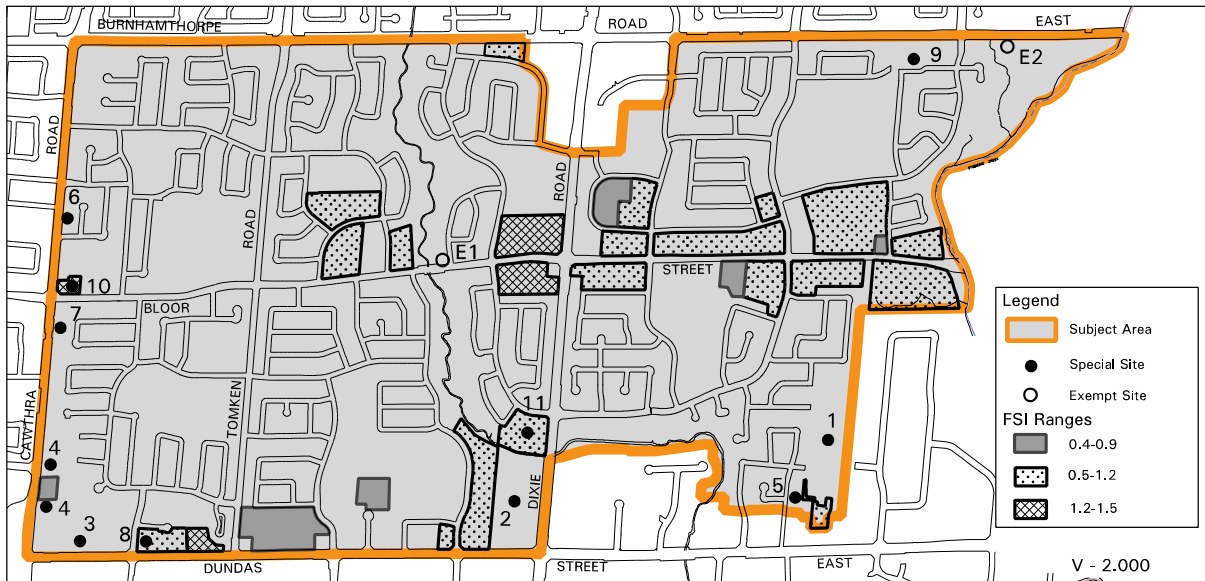 BURNHAMTHORPE ROAD EAST
9 E2
ROAD
ROAD
6
ROAD
E1
STREET
10
BLOOR
7
Legend
Subject Area
Special Site
Exempt Site
FSI Ranges
0.4-0.9
0.5-1.2
1.2-1.5
TOMKEN
CAWTHRA
11
1
4
4
5
2
DIXIE
3
8
DUNDAS STREET EAST
V - 2.000